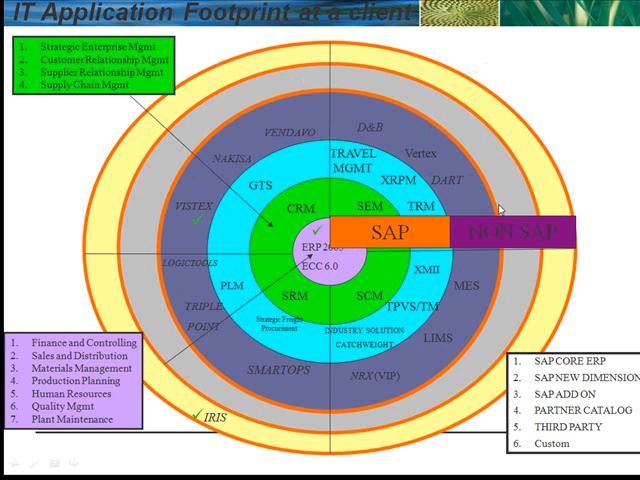 IT Application Footprint at a client
1. Strategic Enterprise Mgmt
2. Customer Relationship Mgmt
3. Supplier Relationship Mgmt
4. Supply Chain Mgmt
VENDAVO
D&B
NAKISA
TRAVEL
MGMT
Vertex
GTS
XRPM
DART
VISTEX
CRM
SEM
TRM
SAP
NON SAP
ERP 2005
ECC 6.0
LOGICTOOLS
XMII
PLM
MES
SRM
SCM
TRIPLE
POINT
TPVS/TM
Strategic Freight
Procurement
INDUSTRY SOLUTION
CATCHWEIGHT
LIMS
SMARTOPS
NRX (VIP)
IRIS
1. Finance and Controlling
2. Sales and Distribution
3. Materials Management
4. Production Planning
5. Human Resources
6. Quality Mgmt
7. Plant Maintenance
1. SAP CORE ERP
2. SAP NEW DIMENSION
3. SAP ADD ON
4. PARTNER CATALOG
5. THIRD PARTY
6. Custom